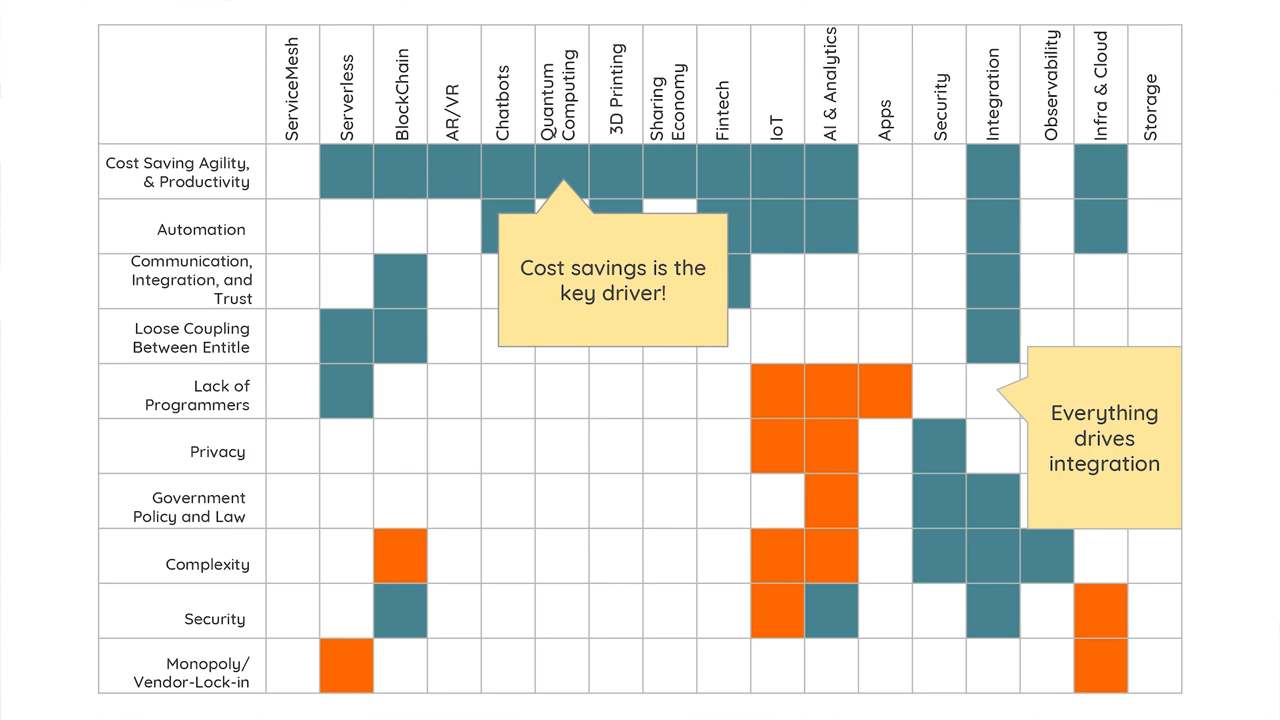 ServiceMesh
Serverless
BlockChain
AR/VR
Chatbots
Quantum
Computing
3D Printing
Sharing
Economy
Fintech
IoT
AI & Analytics
Apps
Security
Integration
Observability
Infra & Cloud
Storage
Cost Saving Agility,
& Productivity
Automation
Communication,
Integration, and
Trust
Loose Coupling
Between Entitle
Lack of
Programmers
Privacy
Government
Policy and Law
Complexity
Security
Monopoly/
Vendor-Lock-in
Cost savings is the
key driver!
Everything
drives
integration